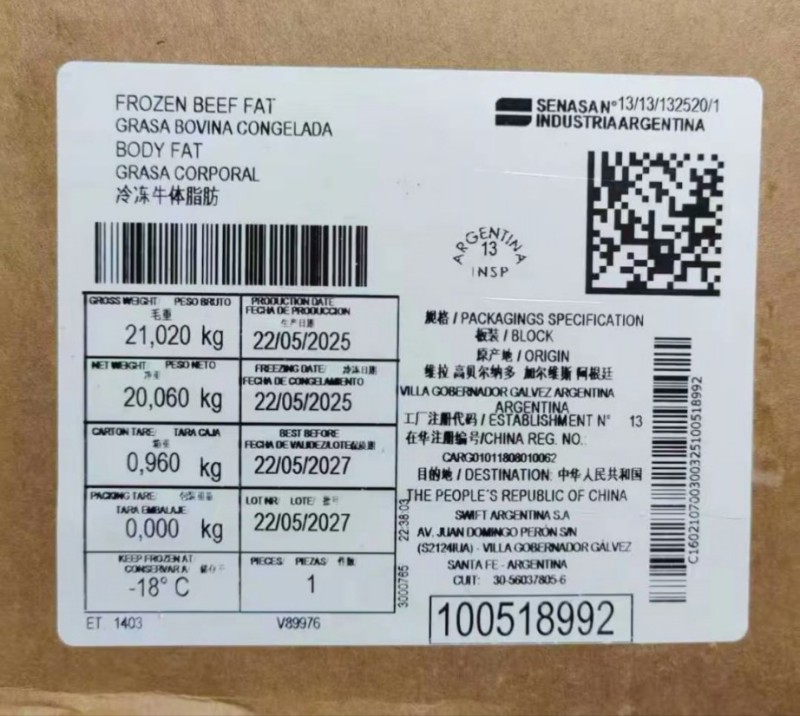 FROZEN BEEF FAT
GRASA BOVINA CONGELADA
BODY FAT
GRASA CORPORAL
冷冻牛体脂肪
SENASA Nº 13/13/132520/1
INDUSTRIA ARGENTINA
ARGENTINA
13
INSP
GROSS WEIGHT PESO BRUTO
毛重
21,020 kg
PRODUCTION DATE
FECHA DE PRODUCCION
生产日期
22/05/2025
NET WEIGHT PESO NETO
净重
20,060 kg
FREEZING DATE/ 冷冻日期
FECHA DE CONGELAMIENTO
22/05/2025
CARTON TARE/ TARA CAJA
0,960 kg
BEST BEFORE
FECHA DE VALIDEZ/LOTE
22/05/2027
PACKING TARE/
TARA EMBALAJE
0,000 kg
LOT NR/ LOTE/ 批号
22/05/2027
KEEP FROZEN AT
CONSERVAR A
-18° C
PIECES/ PIEZAS/ 件数
1
ET 1403
V89976
3000765 22:38:03
规格 / PACKAGINGS SPECIFICATION
板装 / BLOCK
原产地 / ORIGIN
维拉 高贝尔纳多 加尔维斯 阿根廷
VILLA GOBERNADOR GALVEZ ARGENTINA
ARGENTINA
工厂注册代码 / ESTABLISHMENT N° 13
在华注册编号/CHINA REG. NO.
CARG01011808010062
目的地 / DESTINATION: 中华人民共和国
THE PEOPLE'S REPUBLIC OF CHINA
SWIFT ARGENTINA S.A
AV. JUAN DOMINGO PERÓN S/N
(S2124IUA) - VILLA GOBERNADOR GÁLVEZ
SANTA FE - ARGENTINA
CUIT: 30-56037805-6
100518992
C160210700300325100518992